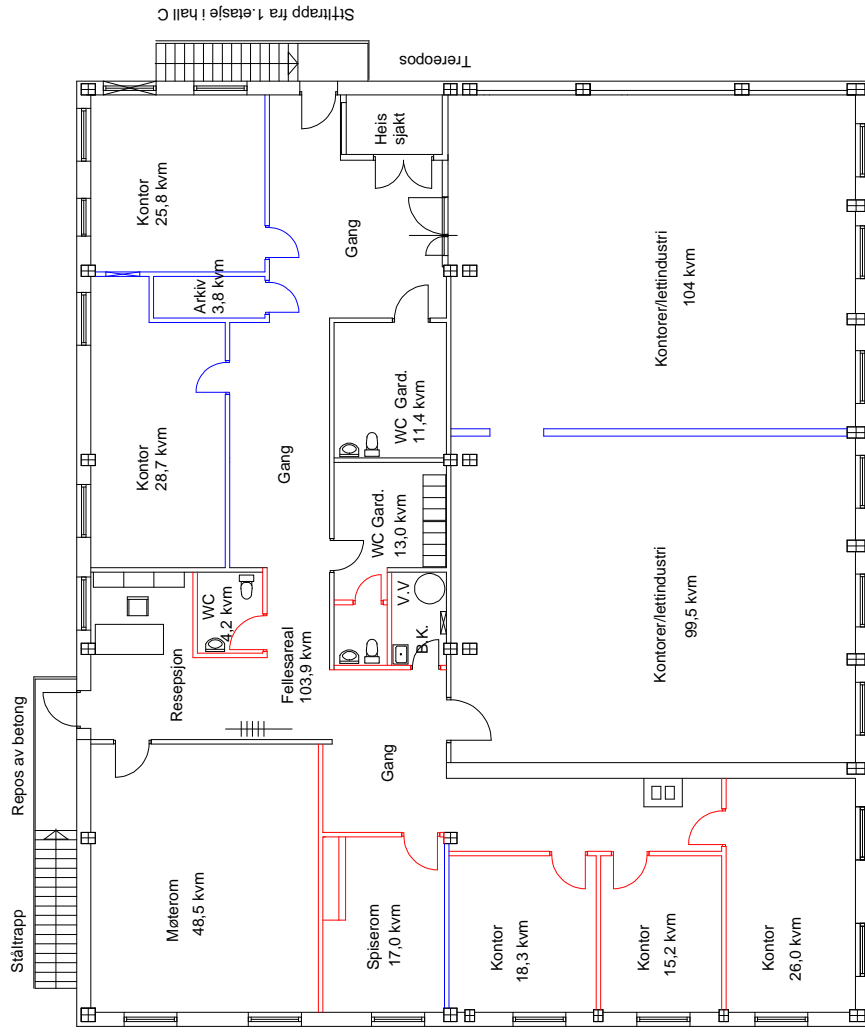 Ståltrapp
Repos av betong
Ståltrapp fra 1.etasje i hall C
Trereopos
Møterom
48,5 kvm
Resepsjon
WC
4,2 kvm
Kontor
28,7 kvm
Arkiv
3,8 kvm
Kontor
25,8 kvm
Fellesareal
103,9 kvm
Gang
Gang
Heis
sjakt
Spiserom
17,0 kvm
Gang
B.K.
V.V
WC Gard.
13,0 kvm
WC Gard.
11,4 kvm
Kontor
18,3 kvm
Kontor
15,2 kvm
Kontor
26,0 kvm
Kontorer/lettindustri
99,5 kvm
Kontorer/lettindustri
104 kvm